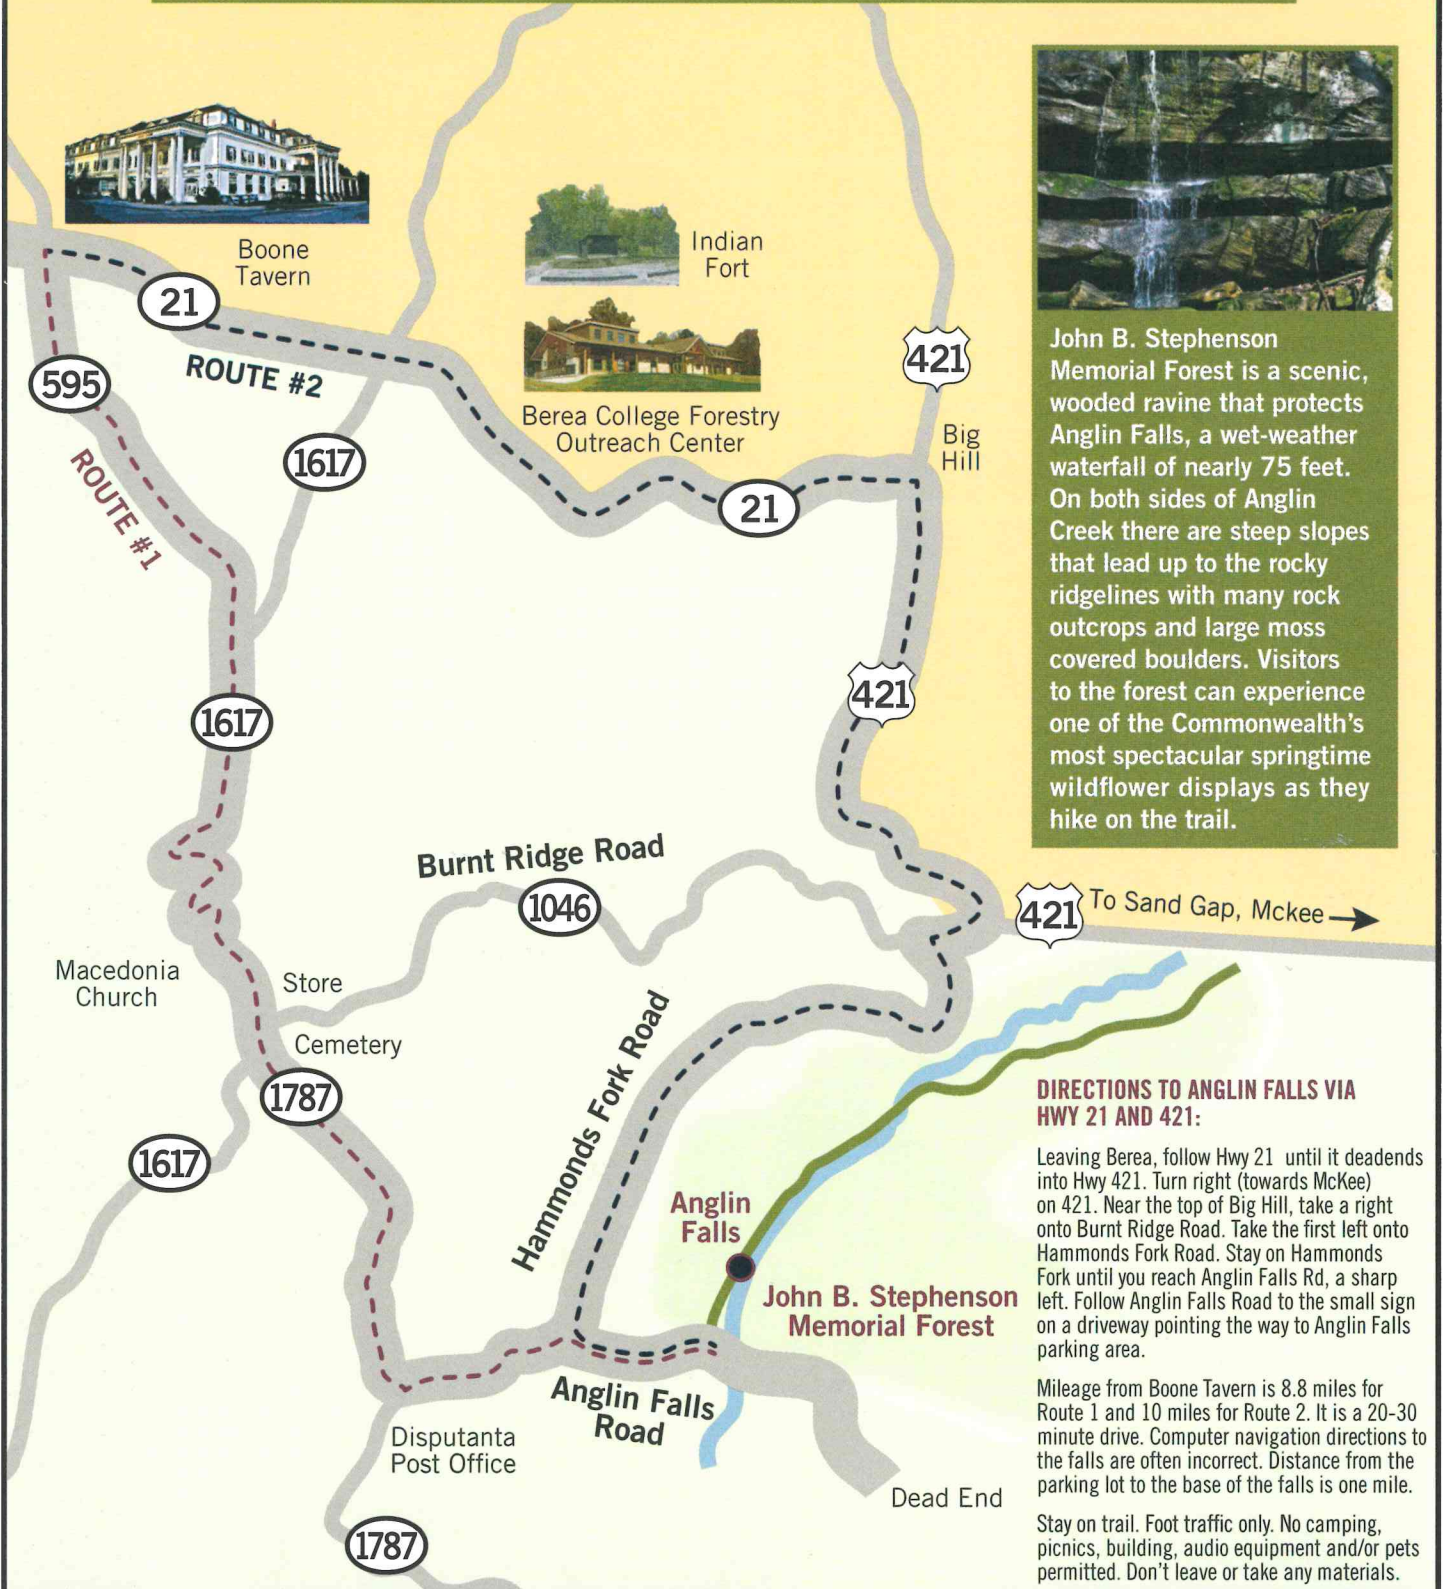 Boone
Tavern
21
ROUTE #2
595
ROUTE #1
1617
Indian
Fort
Berea College Forestry
Outreach Center
21
421
Big
Hill
421
1617
Burnt Ridge Road
1046
421
To Sand Gap, Mckee
Macedonia
Church
Store
Cemetery
1787
1617
Hammonds Fork Road
Anglin
Falls
John B. Stephenson
Memorial Forest
Anglin Falls
Road
Disputanta
Post Office
Dead End
1787
John B. Stephenson
Memorial Forest is a scenic,
wooded ravine that protects
Anglin Falls, a wet-weather
waterfall of nearly 75 feet.
On both sides of Anglin
Creek there are steep slopes
that lead up to the rocky
ridgelines with many rock
outcrops and large moss
covered boulders. Visitors
to the forest can experience
one of the Commonwealth's
most spectacular springtime
wildflower displays as they
hike on the trail.
DIRECTIONS TO ANGLIN FALLS VIA
HWY 21 AND 421:
Leaving Berea, follow Hwy 21 until it deadends
into Hwy 421. Turn right (towards McKee)
on 421. Near the top of Big Hill, take a right
onto Burnt Ridge Road. Take the first left onto
Hammonds Fork Road. Stay on Hammonds
Fork until you reach Anglin Falls Rd, a sharp
left. Follow Anglin Falls Road to the small sign
on a driveway pointing the way to Anglin Falls
parking area.
Mileage from Boone Tavern is 8.8 miles for
Route 1 and 10 miles for Route 2. It is a 20-30
minute drive. Computer navigation directions to
the falls are often incorrect. Distance from the
parking lot to the base of the falls is one mile.
Stay on trail. Foot traffic only. No camping,
picnics, building, audio equipment and/or pets
permitted. Don't leave or take any materials.